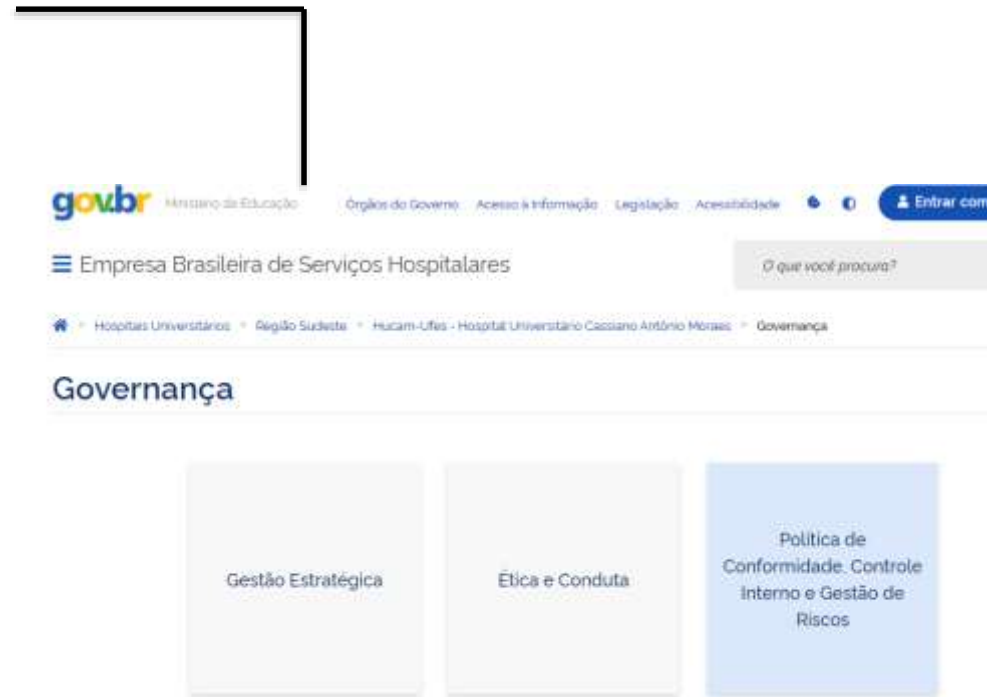 gov.br Ministério da Educação Órgãos do Governo Acesso à Informação Legislação Acessibilidade Entrar com
Empresa Brasileira de Serviços Hospitalares O que você procura?
Hospitais Universitários > Região Sudeste > Hucam-Ufes - Hospital Universitário Cassiano Antônio Moraes > Governança
Governança
Gestão Estratégica
Ética e Conduta
Política de
Conformidade, Controle
Interno e Gestão de
Riscos